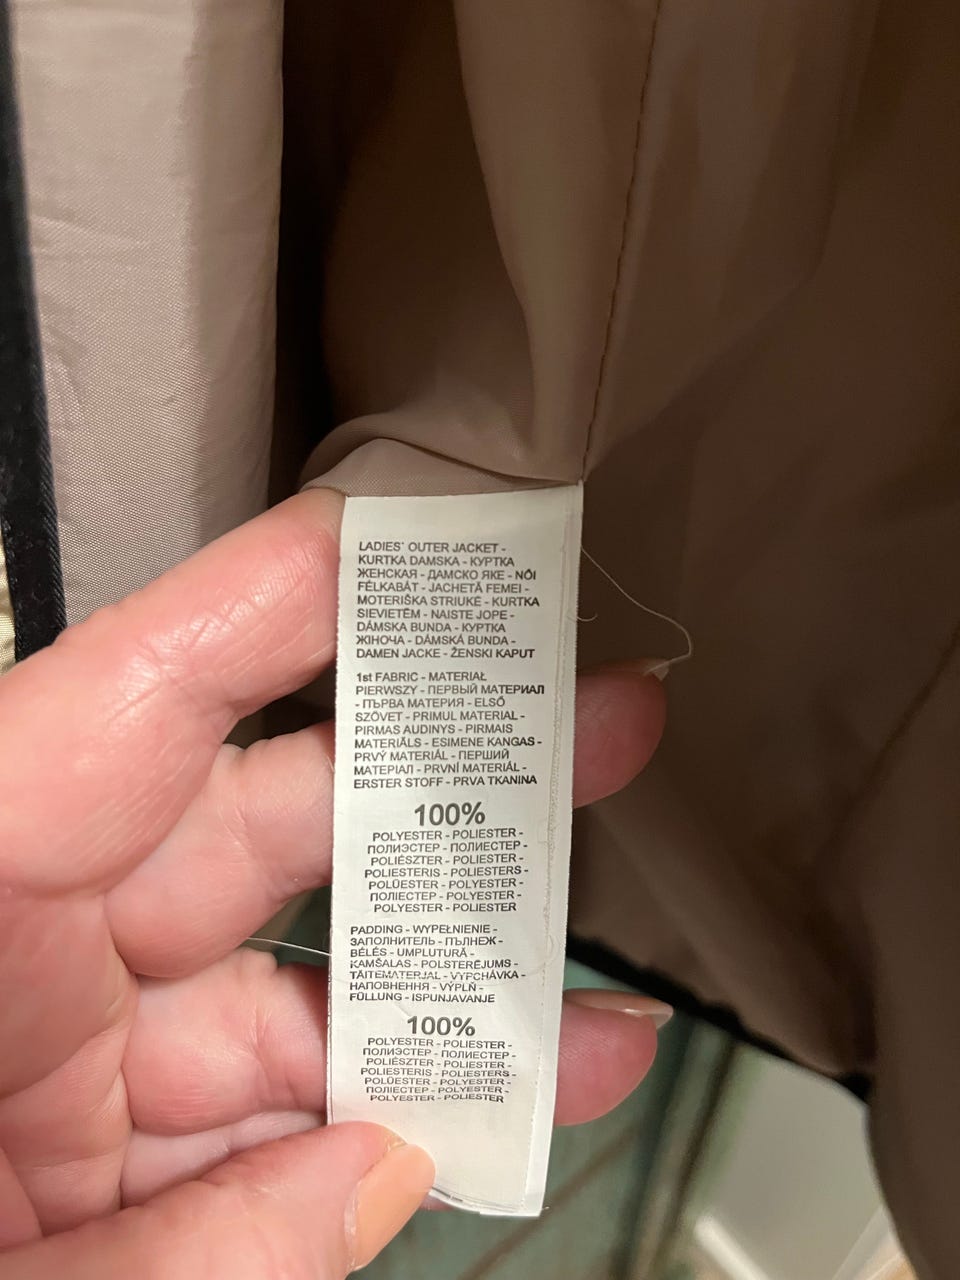 LADIES' OUTER JACKET -
KURTKA DAMSKA - КУРТКА
ЖЕНСКАЯ - ДАМСКО ЯКЕ - NŐI
FÉLKABÁT - JACHETĂ FEMEI -
MOTERIŠKA STRIUKĖ - KURTKA
SIEVIETĒM - NAISTE JOPE -
DÁMSKA BUNDA - КУРТКА
ЖІНОЧА - DÁMSKÁ BUNDA -
DAMEN JACKE - ŽENSKI KAPUT
1st FABRIC - MATERIAŁ
PIERWSZY - ПЕРВЫЙ МАТЕРИАЛ
- ПЪРВА МАТЕРИЯ - ELSŐ
SZÖVET - PRIMUL MATERIAL -
PIRMAS AUDINYS - PIRMAIS
MATERIĀLS - ESIMENE KANGAS -
PRVÝ MATERIÁL - ПЕРШИЙ
МАТЕРІАЛ - PRVNÍ MATERIÁL -
ERSTER STOFF - PRVA TKANINA
100%
POLYESTER - POLIESTER -
ПОЛИЭСТЕР - ПОЛИЕСТЕР -
POLIÉSZTER - POLIESTER -
POLIESTERIS - POLIESTERS -
POLÜESTER - POLYESTER -
ПОЛІЕСТЕР - POLYESTER -
POLYESTER - POLIESTER
PADDING - WYPEŁNIENIE -
ЗАПОЛНИТЕЛЬ - ПЪЛНЕЖ -
BÉLÉS - UMPLUTURĂ -
KAMŠALAS - POLSTERĒJUMS -
TÄITEMATERJAL - VYPCHÁVKA -
НАПОВНЕННЯ - VÝPLŇ -
FÜLLUNG - ISPUNJAVANJE
100%
POLYESTER - POLIESTER -
ПОЛИЭСТЕР - ПОЛИЕСТЕР -
POLIÉSZTER - POLIESTER -
POLIESTERIS - POLIESTERS -
POLÜESTER - POLYESTER -
ПОЛІЕСТЕР - POLYESTER -
POLYESTER - POLIESTER